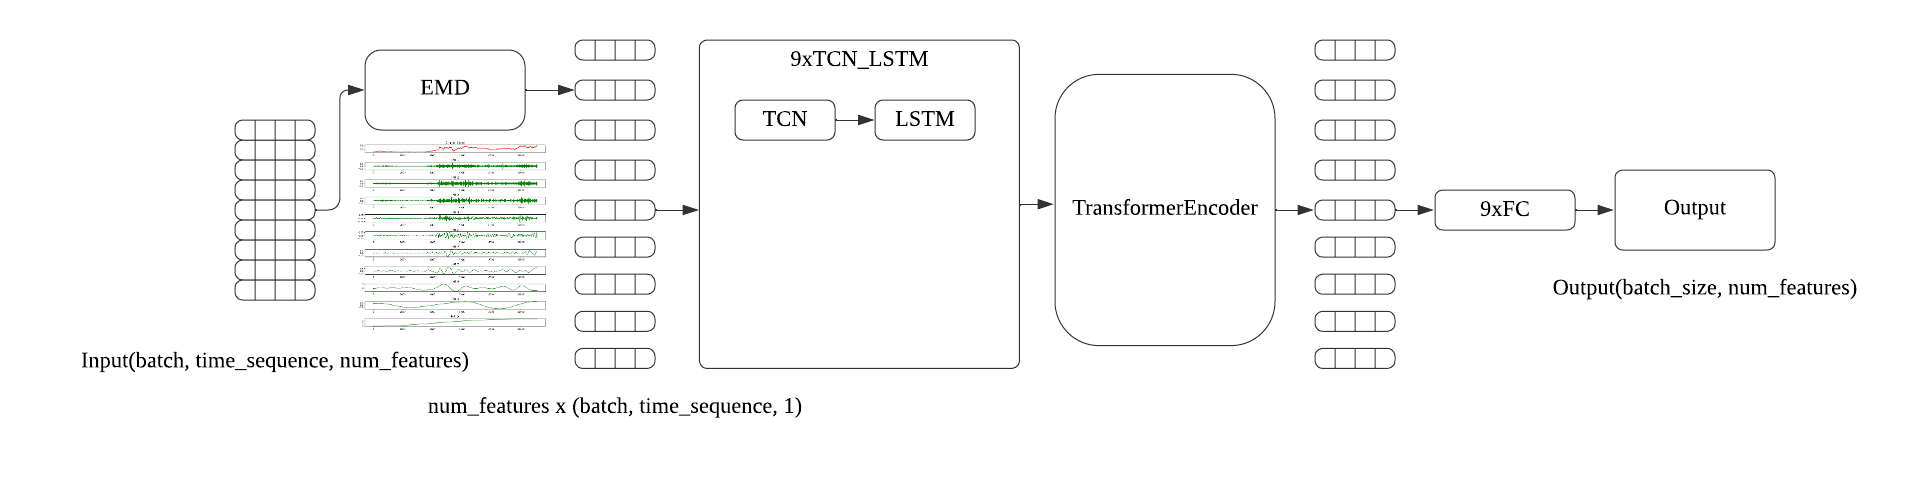 EMD
9xTCN_LSTM
TCN
LSTM
TransformerEncoder
9xFC
Output
Output(batch_size, num_features)
Input(batch, time_sequence, num_features)
num_features x (batch, time_sequence, 1)